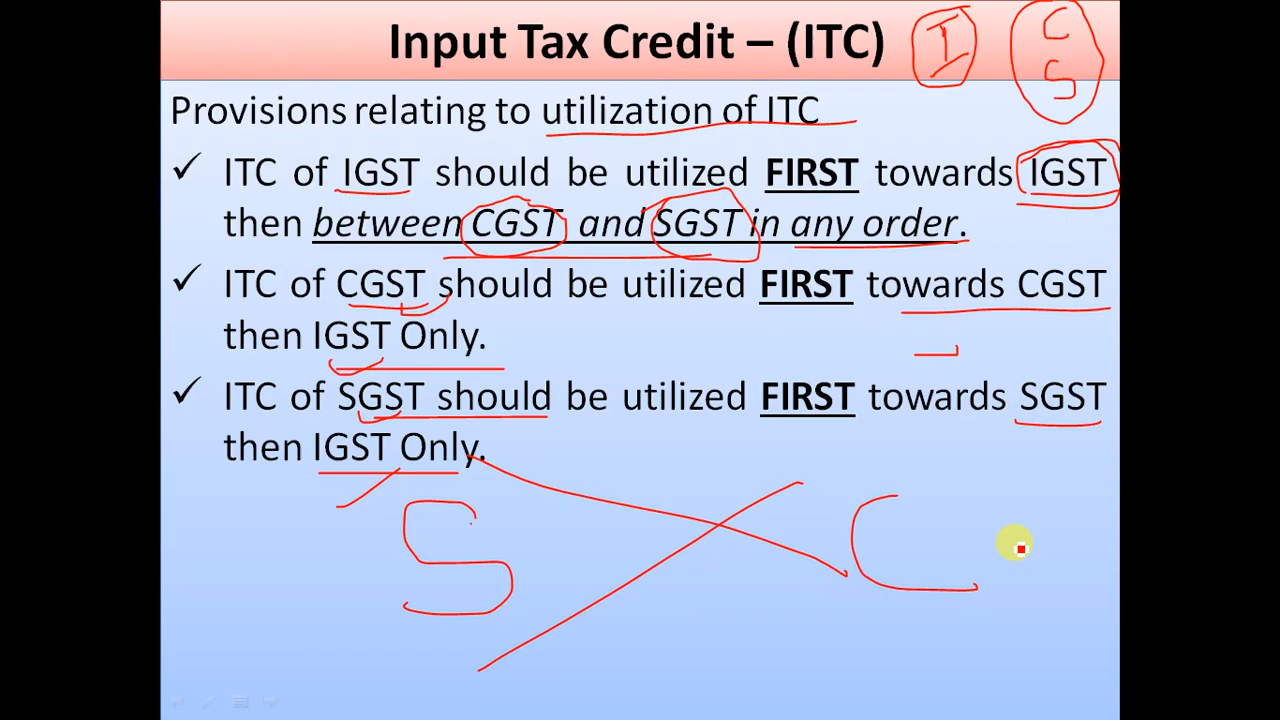 Input Tax Credit – (ITC) I C
S
Provisions relating to utilization of ITC
✓ ITC of IGST should be utilized FIRST towards IGST
then between CGST and SGST in any order.
✓ ITC of CGST should be utilized FIRST towards CGST
then IGST Only.
✓ ITC of SGST should be utilized FIRST towards SGST
then IGST Only.
S C